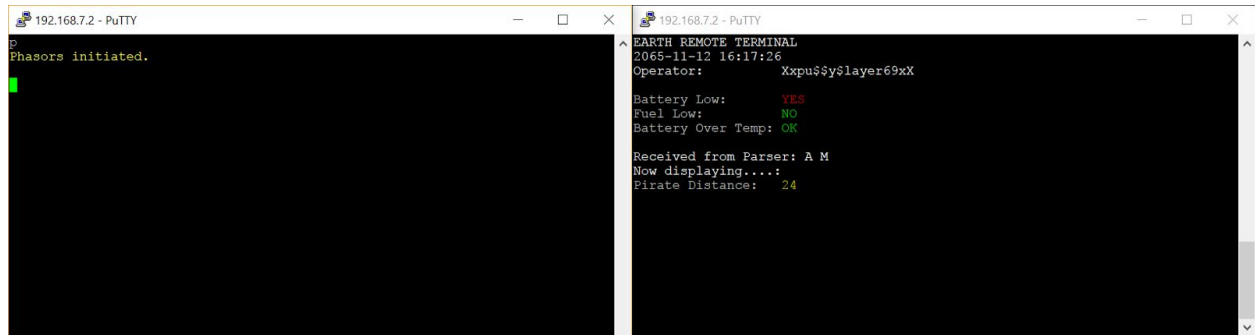 192.168.7.2 - PuTTY
p
Phasors initiated.
192.168.7.2 - PuTTY
EARTH REMOTE TERMINAL
2065-11-12 16:17:26
Operator: Xxpu$$y$layer69xX
Battery Low: YES
Fuel Low: NO
Battery Over Temp: OK
Received from Parser: A M
Now displaying....:
Pirate Distance: 24